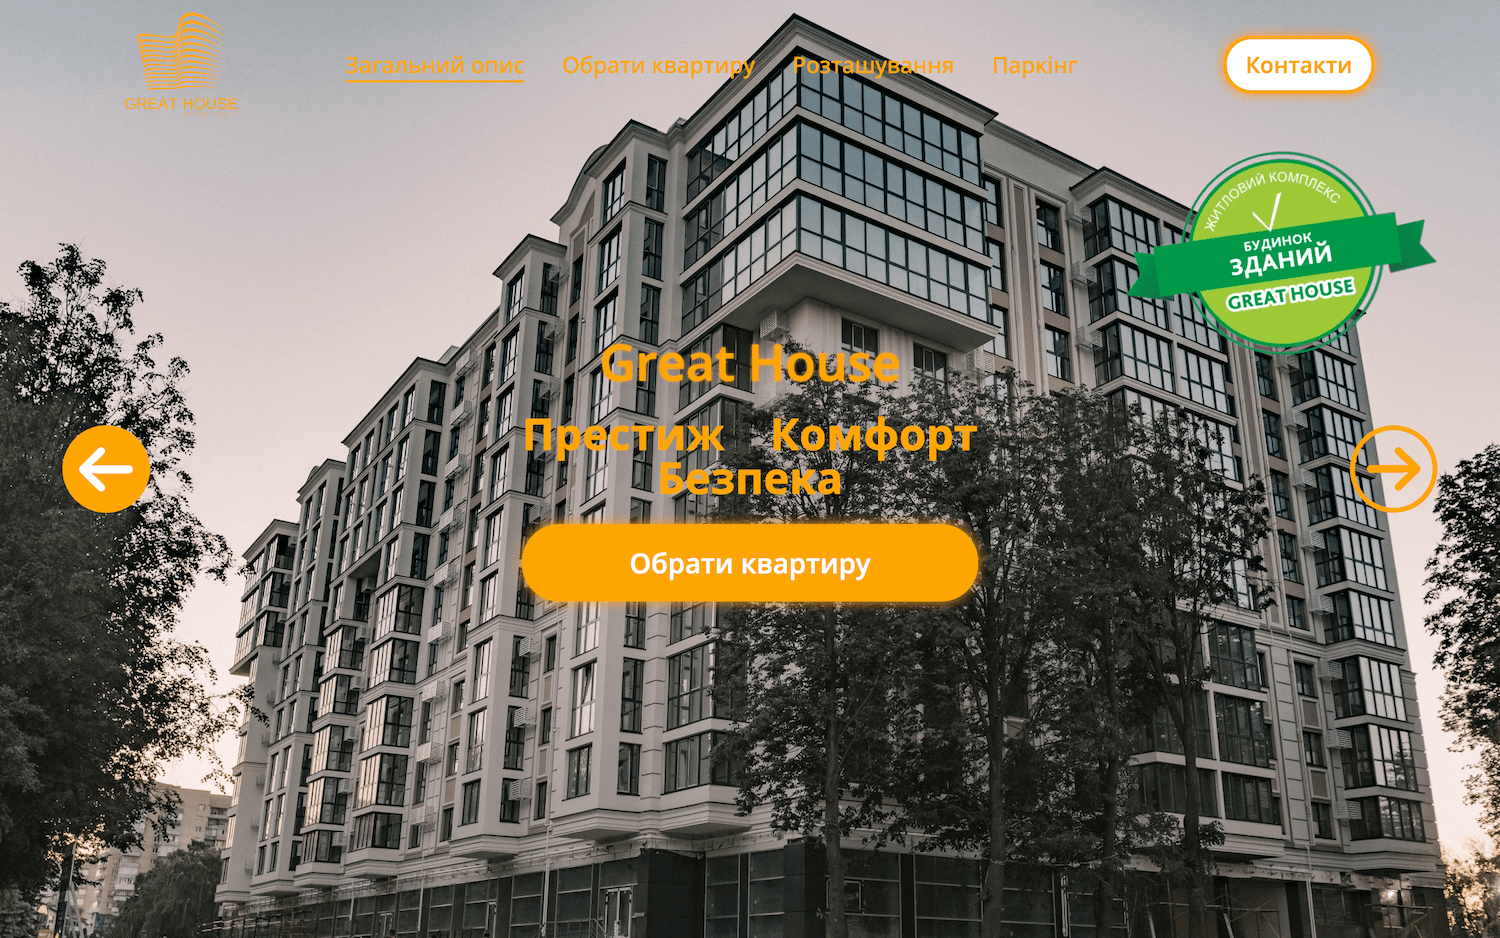 GREAT HOUSE
Загальний опис
Обрати квартиру
Розташування
Паркінг
Контакти
ЖИТЛОВИЙ КОМПЛЕКС
БУДИНОК
ЗДАНИЙ
GREAT HOUSE
Great House
Престиж Комфорт
Безпека
Обрати квартиру